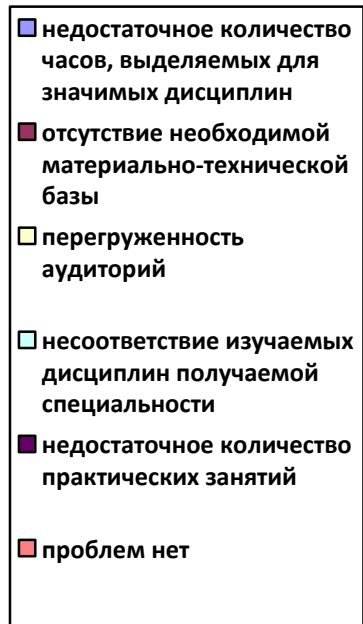 недостаточное количество
часов, выделяемых для
значимых дисциплин
отсутствие необходимой
материально-технической
базы
перегруженность
аудиторий
несоответствие изучаемых
дисциплин получаемой
специальности
недостаточное количество
практических занятий
проблем нет